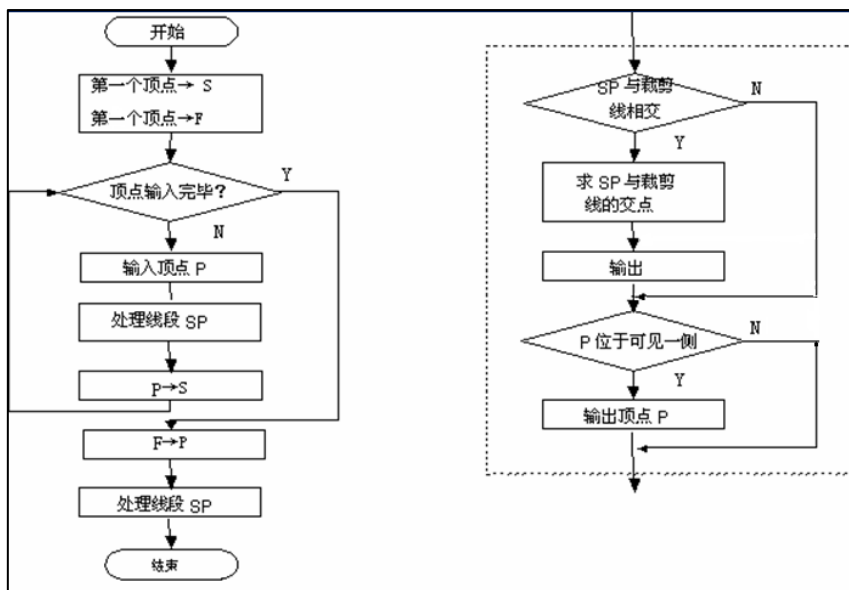 开始
第一个顶点→ S
第一个顶点→F
顶点输入完毕?
Y
N
输入顶点 P
处理线段 SP
P→S
F→P
处理线段 SP
结束
SP 与裁剪
线相交
N
Y
求 SP 与裁剪
线的交点
输出
P 位于可见一侧
N
Y
输出顶点 P